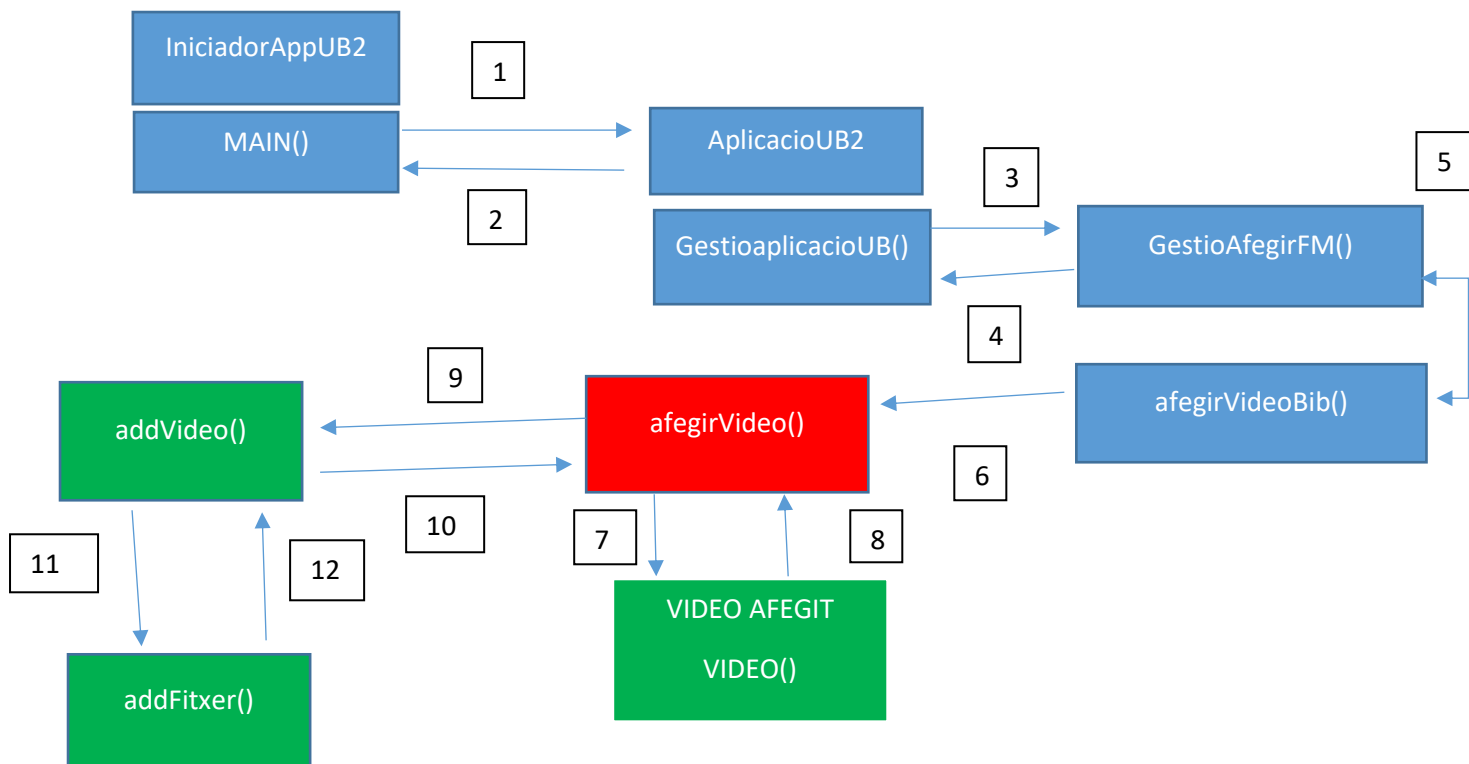 IniciadorAppUB2
1
MAIN()
AplicacioUB2
5
3
2
GestioaplicacioUB()
GestioAfegirFM()
4
9
addVideo()
afegirVideo()
afegirVideoBib()
6
10
7
8
11
12
VIDEO AFEGIT
VIDEO()
addFitxer()